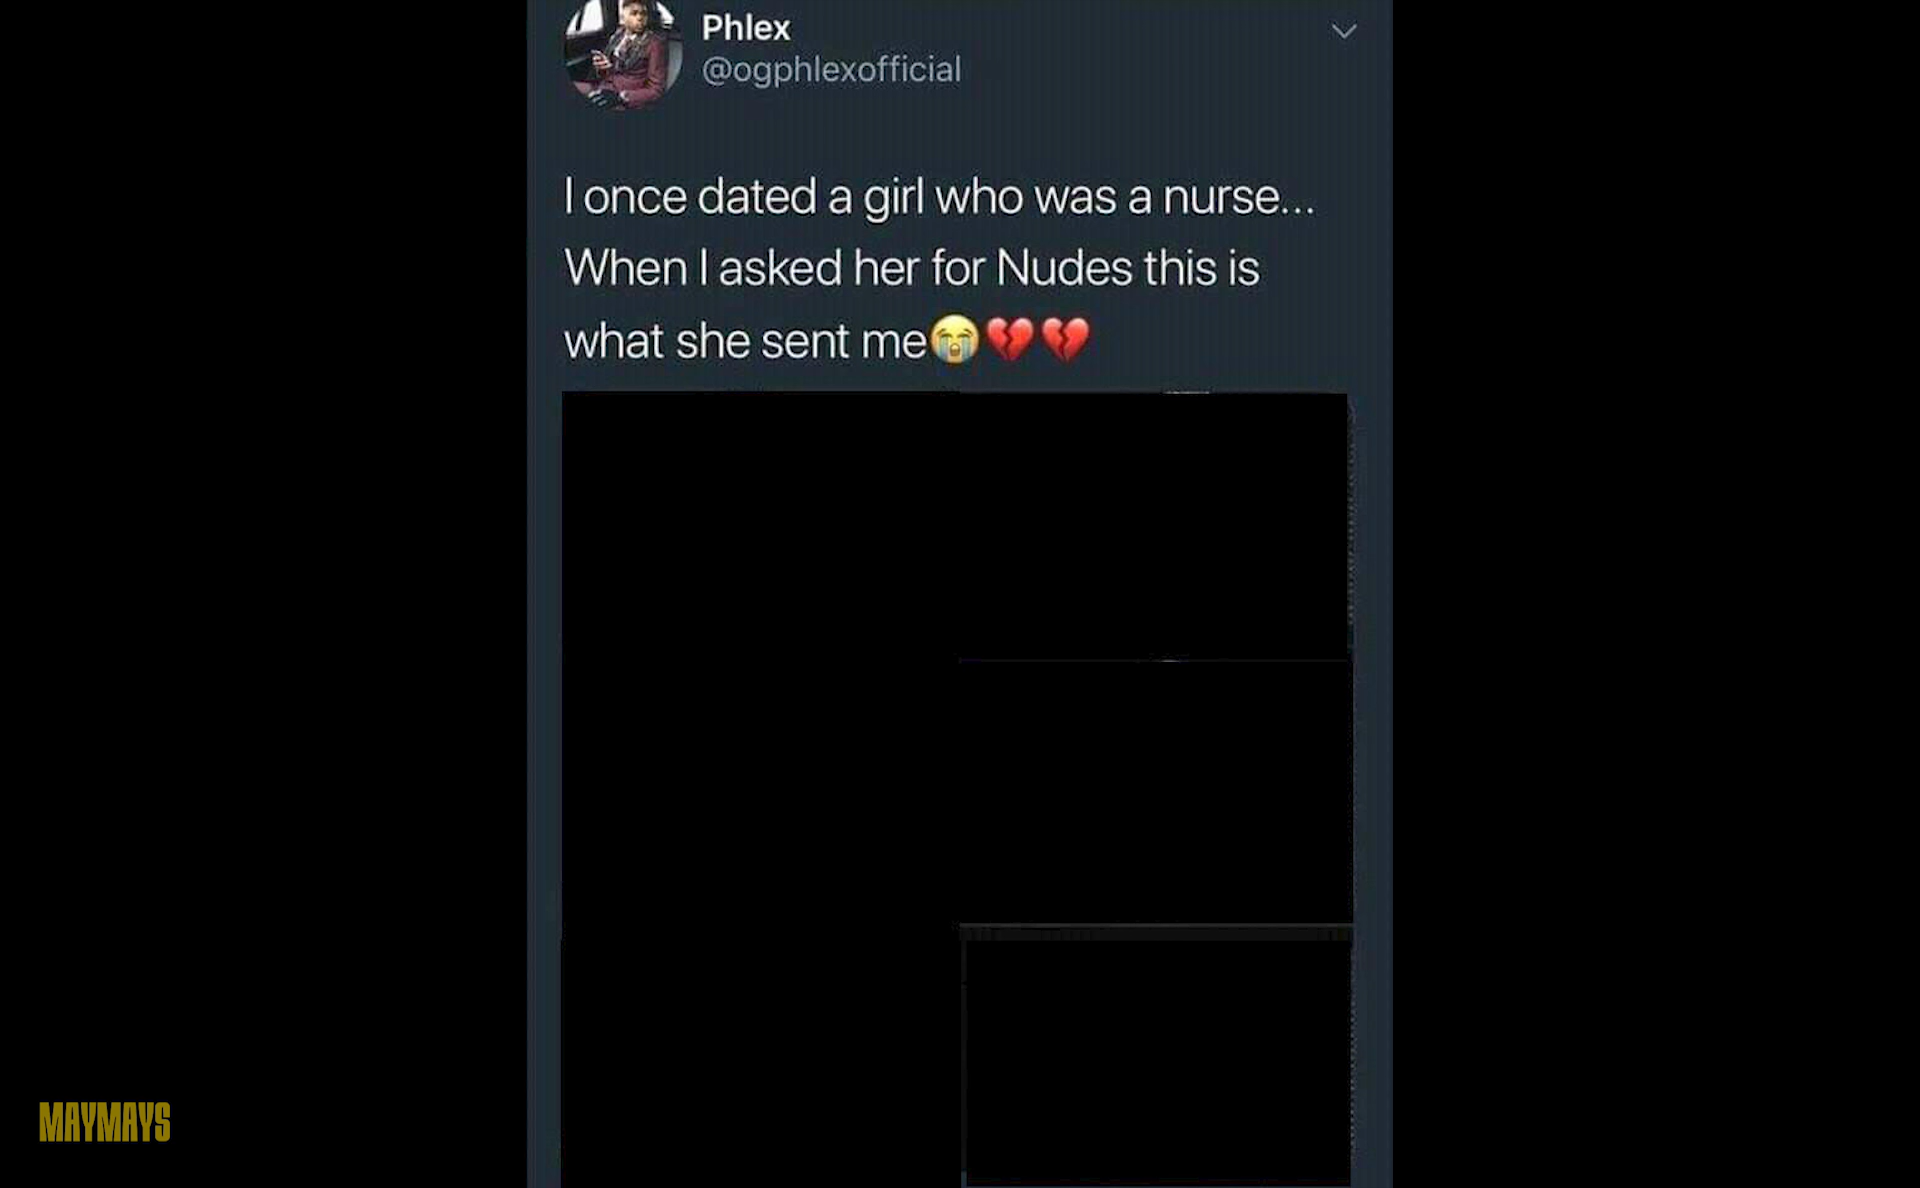 Phlex
@ogphlexofficial
I once dated a girl who was a nurse...
When I asked her for Nudes this is
what she sent me😭💔💔
MAYMAYS